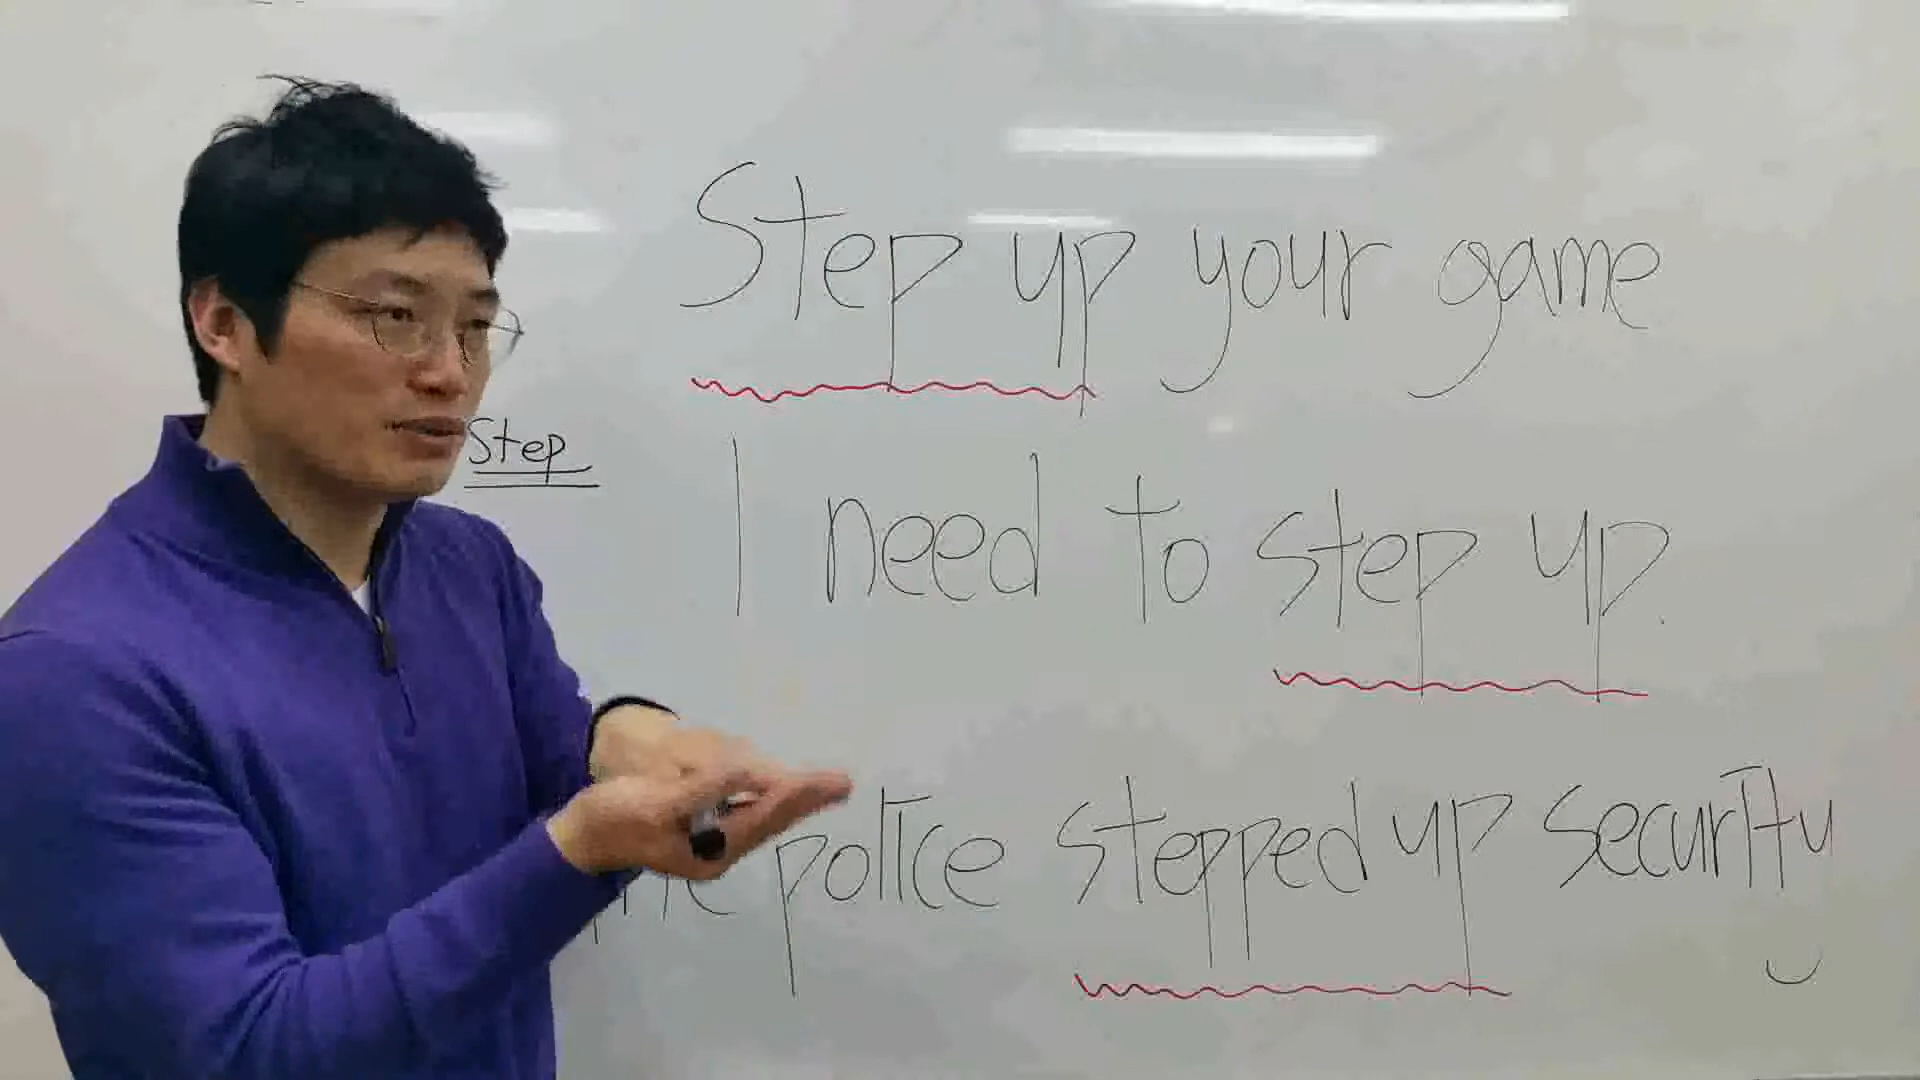 Step up your game
Step
I need to step up.
police stepped up security